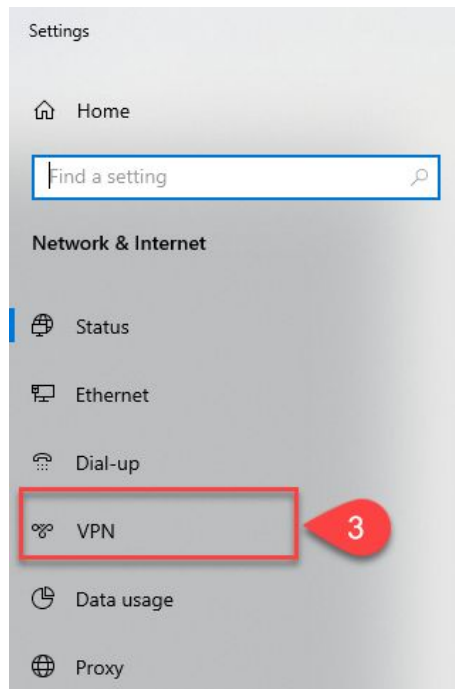 Settings
Home
Find a setting
Network & Internet
Status
Ethernet
Dial-up
VPN
3
Data usage
Proxy